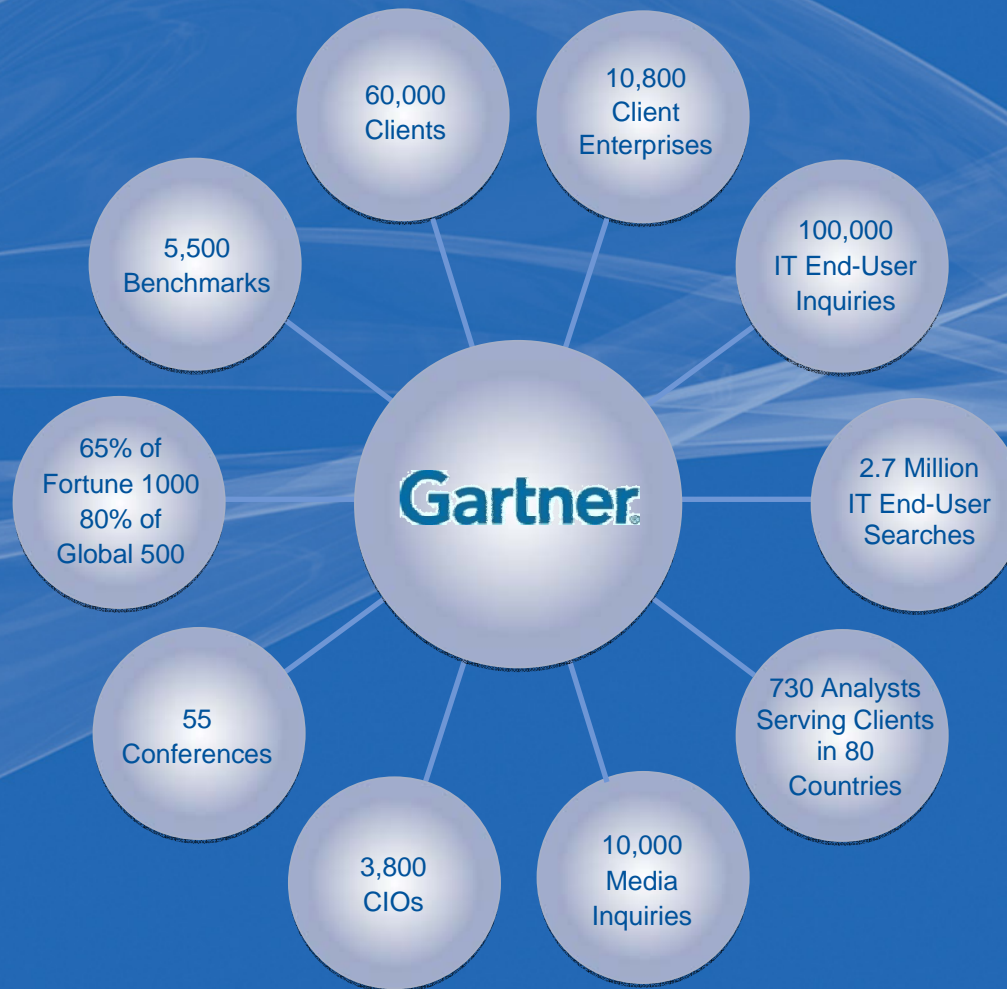 60,000
Clients
10,800
Client
Enterprises
5,500
Benchmarks
100,000
IT End-User
Inquiries
65% of
Fortune 1000
80% of
Global 500
Gartner®
2.7 Million
IT End-User
Searches
55
Conferences
730 Analysts
Serving Clients
in 80
Countries
3,800
CIOs
10,000
Media
Inquiries